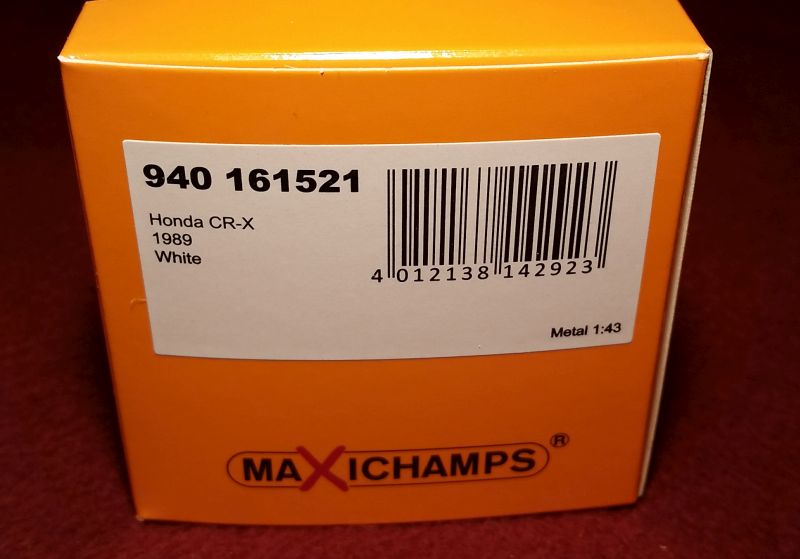 940 161521
Honda CR-X
1989
White
4 012138 142923
Metal 1:43
MAXICHAMPS®